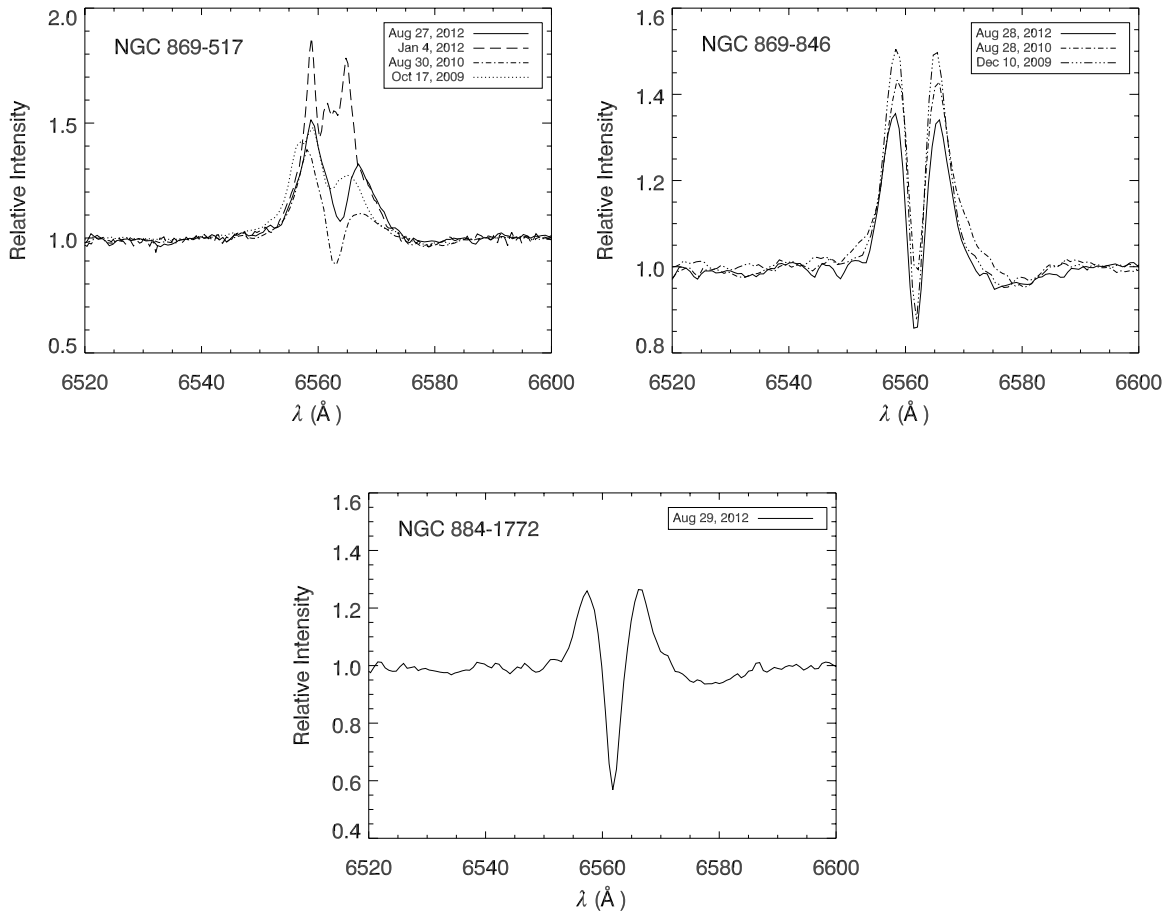 NGC 869-517
Aug 27, 2012
Jan 4, 2012
Aug 30, 2010
Oct 17, 2009
2.0
1.5
1.0
0.5
Relative Intensity
6520 6540 6560 6580 6600
λ (Å)
NGC 869-846
Aug 28, 2012
Aug 28, 2010
Dec 10, 2009
1.6
1.4
1.2
1.0
0.8
Relative Intensity
6520 6540 6560 6580 6600
λ (Å)
NGC 884-1772
Aug 29, 2012
1.6
1.4
1.2
1.0
0.8
0.6
0.4
Relative Intensity
6520 6540 6560 6580 6600
λ (Å)